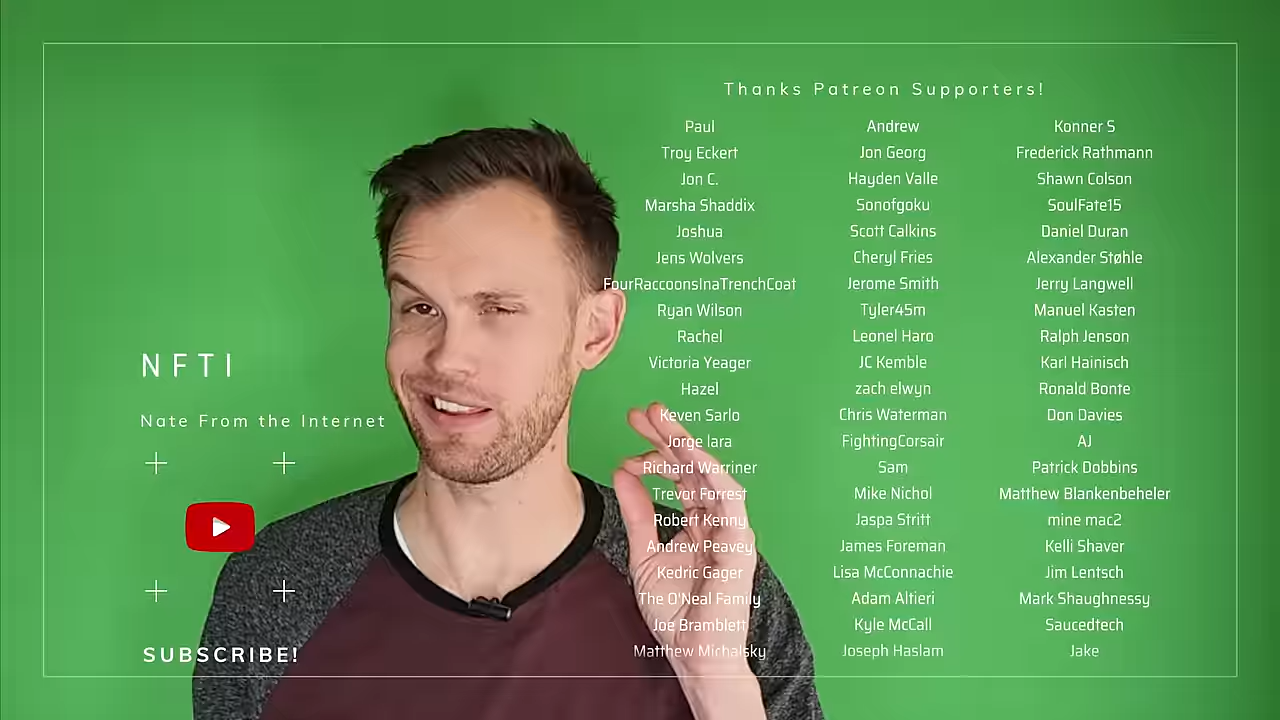 Thanks Patreon Supporters!
Paul
Troy Eckert
Jon C.
Marsha Shaddix
Joshua
Jens Wolvers
FourRaccoonsInaTrenchCoat
Ryan Wilson
Rachel
Victoria Yeager
Hazel
Keven Sarlo
Jorge lara
Richard Warriner
Trevor Forrest
Robert Kenny
Andrew Peavey
Kedric Gager
The O'Neal Family
Joe Bramblett
Matthew Michalsky
Andrew
Jon Georg
Hayden Valle
Sonofgoku
Scott Calkins
Cheryl Fries
Jerome Smith
Tyler45m
Leonel Haro
JC Kemble
zach elwyn
Chris Waterman
FightingCorsair
Sam
Mike Nichol
Jaspa Stritt
James Foreman
Lisa McConnachie
Adam Altieri
Kyle McCall
Joseph Haslam
Konner S
Frederick Rathmann
Shawn Colson
SoulFate15
Daniel Duran
Alexander Støhle
Jerry Langwell
Manuel Kasten
Ralph Jenson
Karl Hainisch
Ronald Bonte
Don Davies
AJ
Patrick Dobbins
Matthew Blankenbeheler
mine mac2
Kelli Shaver
Jim Lentsch
Mark Shaughnessy
Saucedtech
Jake
NFTI
Nate From the Internet
SUBSCRIBE!